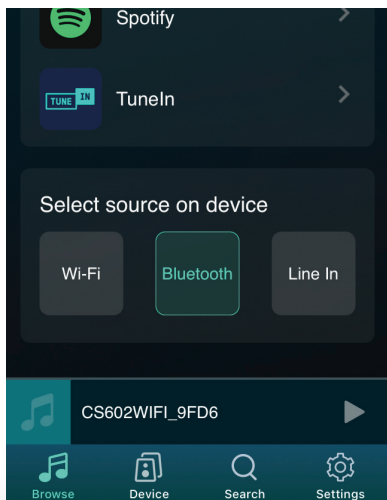 Spotify
TUNE IN TuneIn
Select source on device
Wi-Fi Bluetooth Line In
CS602WIFI_9FD6
Browse Device Search Settings